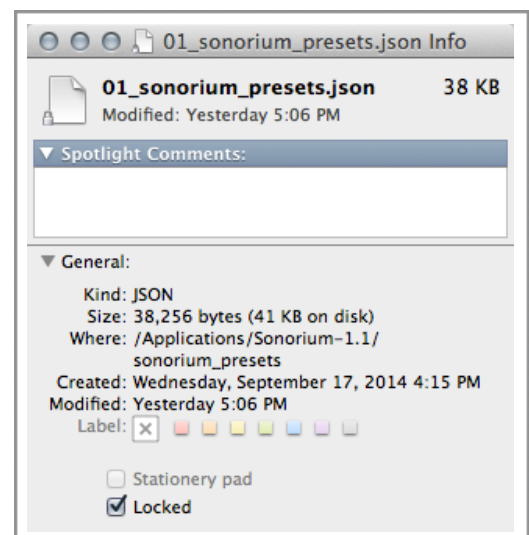 01_sonorium_presets.json Info
01_sonorium_presets.json 38 KB
Modified: Yesterday 5:06 PM
Spotlight Comments:
General:
Kind: JSON
Size: 38,256 bytes (41 KB on disk)
Where: /Applications/Sonorium-1.1/
sonorium_presets
Created: Wednesday, September 17, 2014 4:15 PM
Modified: Yesterday 5:06 PM
Label:
Stationery pad
Locked